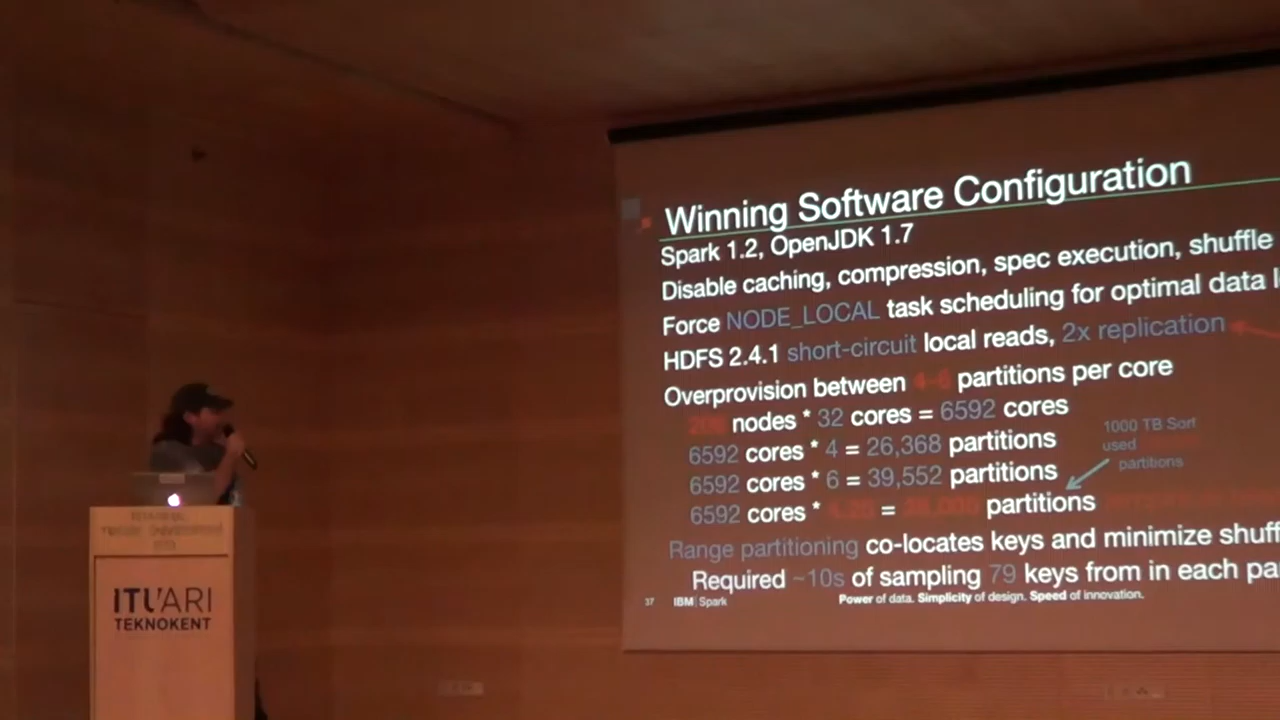 Winning Software Configuration
Spark 1.2, OpenJDK 1.7
Disable caching, compression, spec execution, shuffle
Force NODE_LOCAL task scheduling for optimal data l
HDFS 2.4.1 short-circuit local reads, 2x replication
Overprovision between 4-6 partitions per core
nodes * 32 cores = 6592 cores
6592 cores * 4 = 26,368 partitions
6592 cores * 6 = 39,552 partitions
6592 cores * = partitions
1000 TB Sort
used
partitions
Range partitioning co-locates keys and minimize shuff
Required ~10s of sampling 79 keys from in each pa
37 IBM Spark Power of data. Simplicity of design. Speed of innovation.
ITU ARI
TEKNOKENT